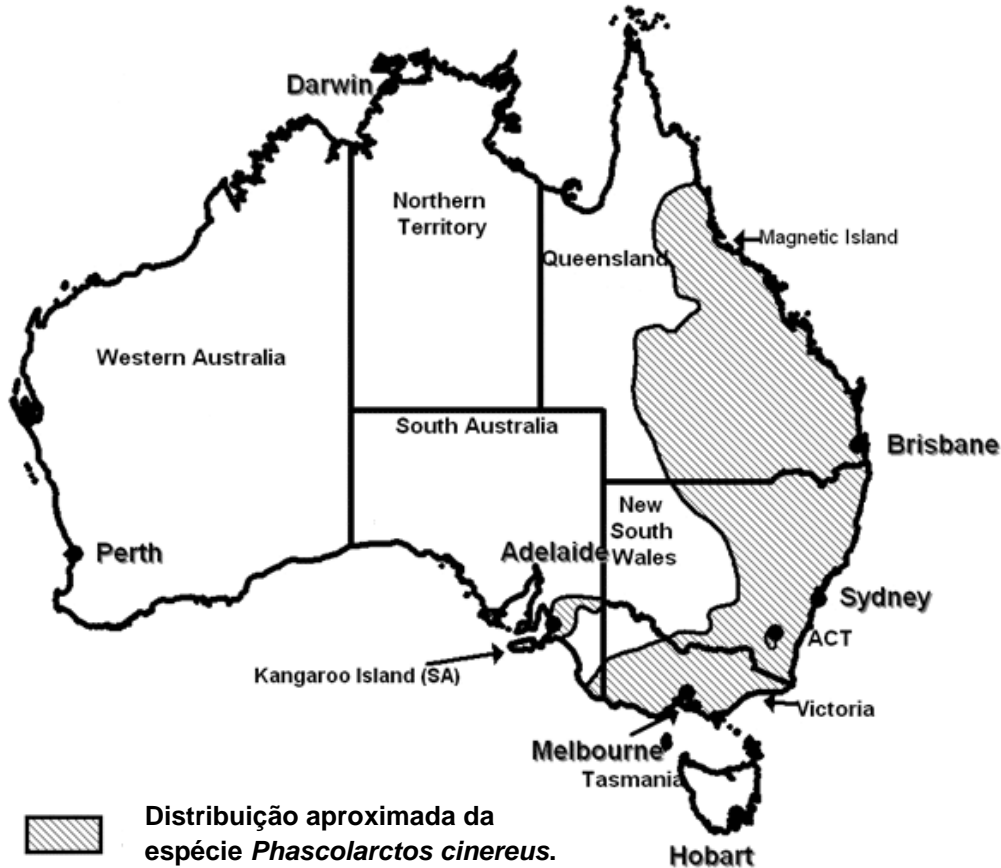 Darwin
Northern
Territory
Magnetic Island
Queensland
Western Australia
South Australia
Brisbane
New
South
Wales
Adelaide
Perth
Sydney
ACT
Kangaroo Island (SA)
Victoria
Melbourne
Tasmania
Distribuição aproximada da
espécie Phascolarctos cinereus.
Hobart